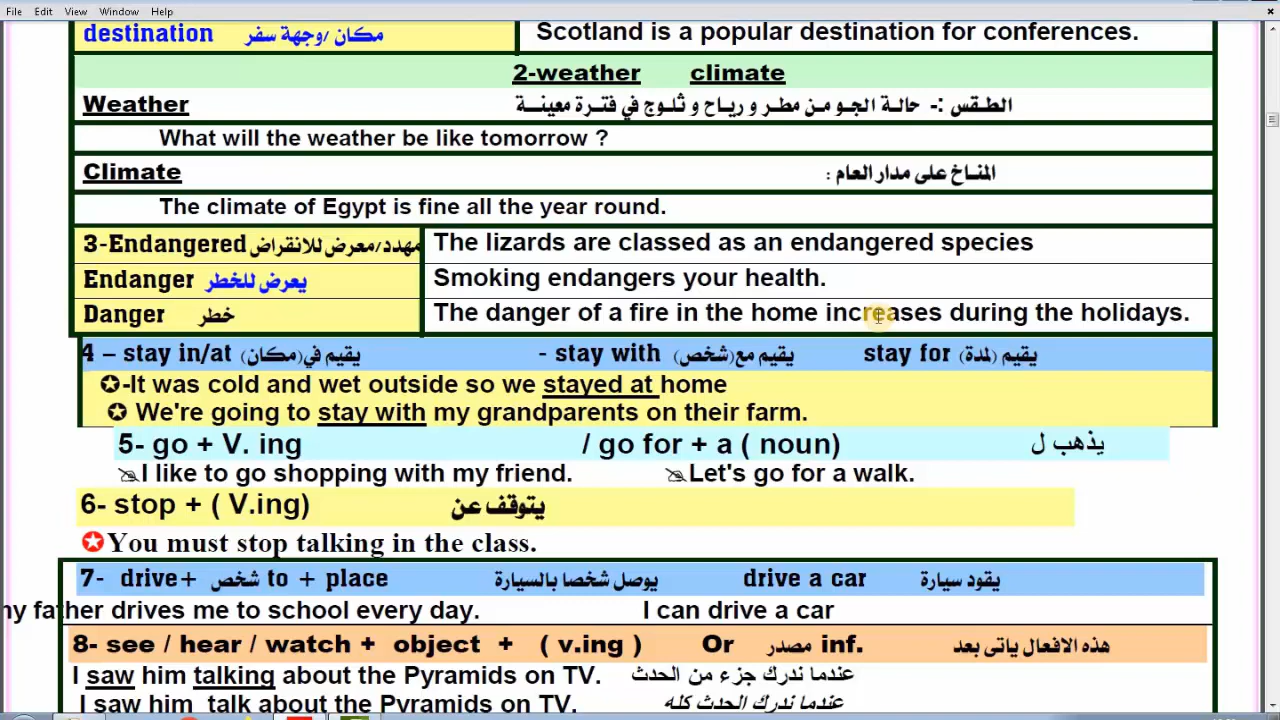 File Edit View Window Help
destination مكان /وجهة سفر Scotland is a popular destination for conferences.
2-weather climate
Weather الطقس :- حالة الجو من مطر و رياح و ثلوج في فترة معينة
What will the weather be like tomorrow ?
Climate المناخ على مدار العام :
The climate of Egypt is fine all the year round.
3-Endangered مهدد/معرض للانقراض The lizards are classed as an endangered species
Endanger يعرض للخطر Smoking endangers your health.
Danger خطر The danger of a fire in the home increases during the holidays.
4 – stay in/at يقيم في(مكان) - stay with يقيم مع(شخص) stay for يقيم (لمدة)
✪-It was cold and wet outside so we stayed at home
✪ We're going to stay with my grandparents on their farm.
5- go + V. ing / go for + a ( noun) يذهب ل
I like to go shopping with my friend. Let's go for a walk.
6- stop + ( V.ing) يتوقف عن
✪You must stop talking in the class.
7- drive+ شخص to + place يوصل شخصا بالسيارة drive a car يقود سيارة
ny father drives me to school every day. I can drive a car
8- see / hear / watch + object + ( v.ing ) Or مصدر inf. هذه الافعال ياتى بعد
I saw him talking about the Pyramids on TV. عندما ندرك جزء من الحدث
I saw him talk about the Pyramids on TV. عندما ندرك الحدث كله